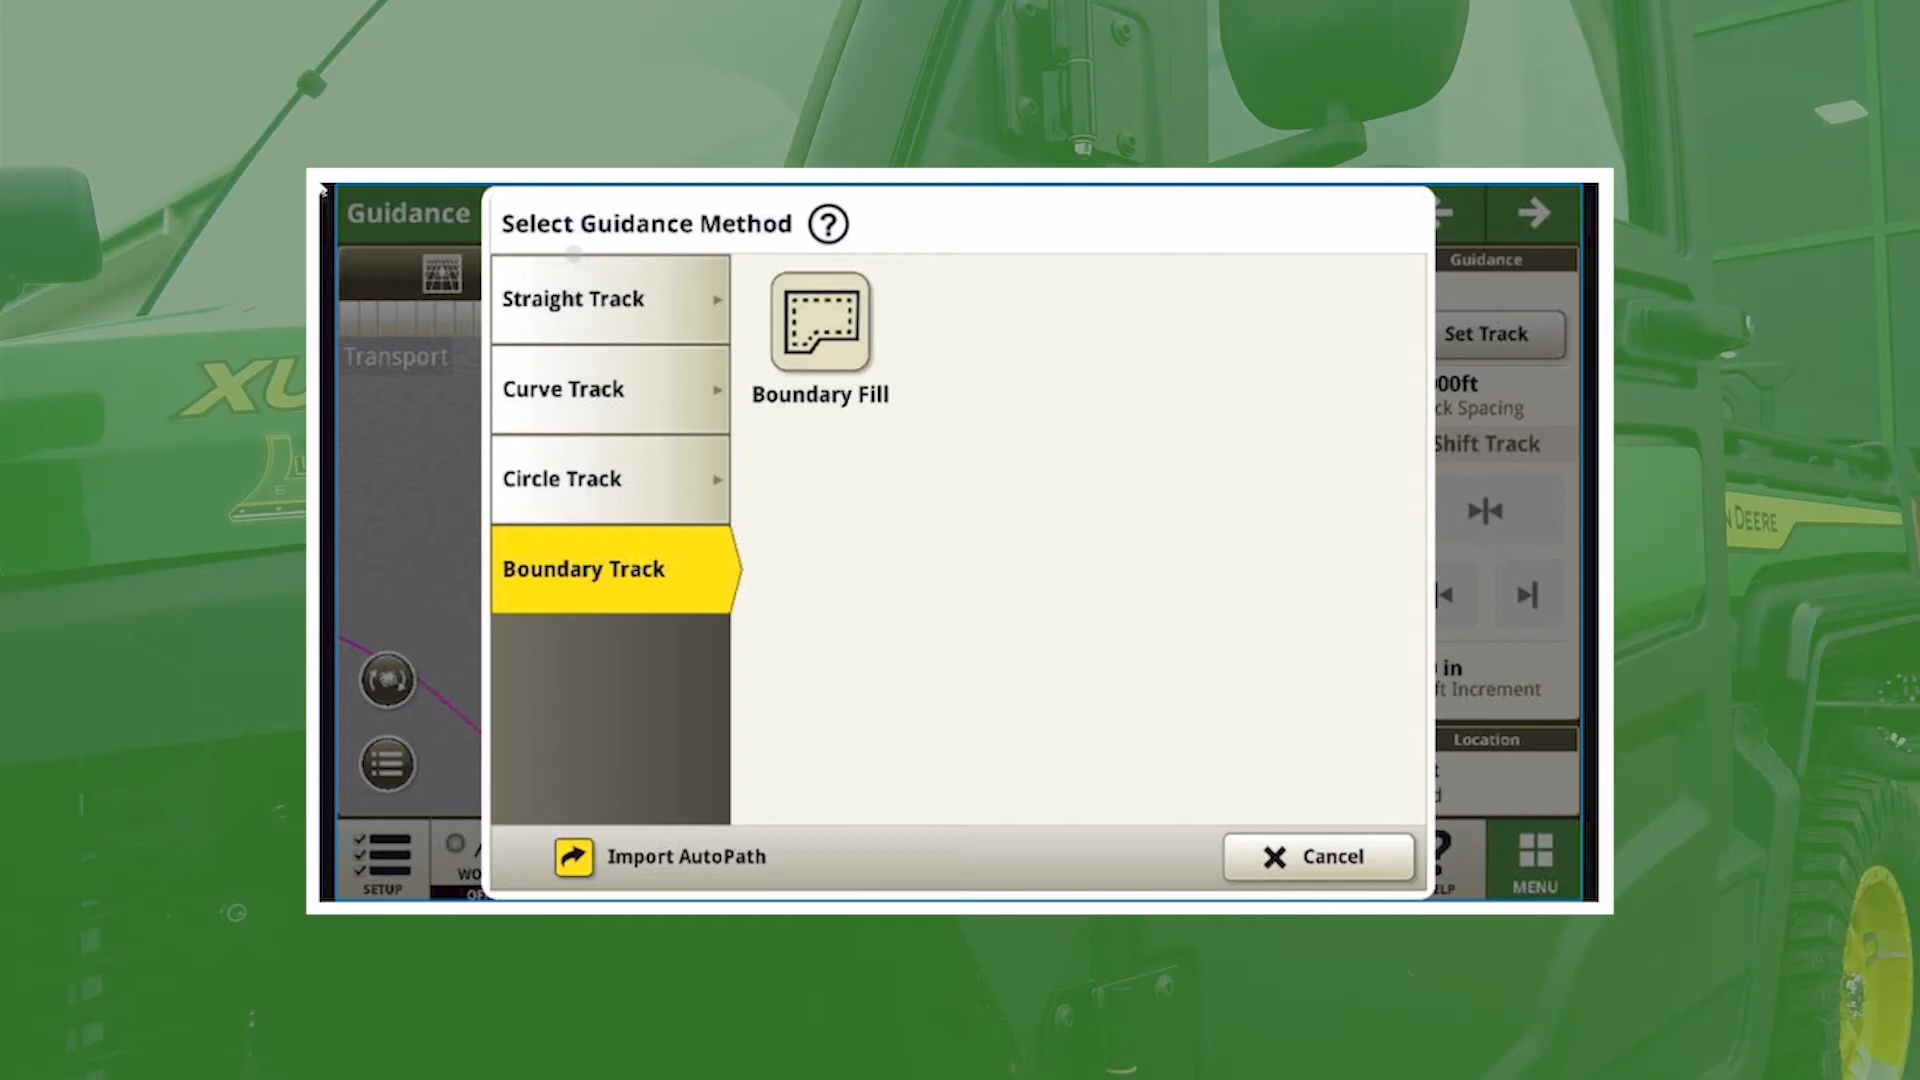 Guidance
Select Guidance Method ?
Straight Track
Curve Track
Circle Track
Boundary Track
Boundary Fill
Import AutoPath
Cancel
Transport
SETUP
Guidance
Set Track
00ft
ck Spacing
Shift Track
in
ft Increment
Location
MENU
XU
DEERE